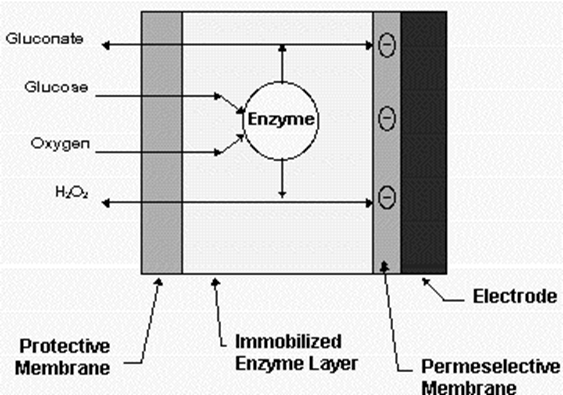 Gluconate
Glucose
Enzyme
Oxygen
H₂O₂
Electrode
Protective
Membrane
Immobilized
Enzyme Layer
Permeselective
Membrane